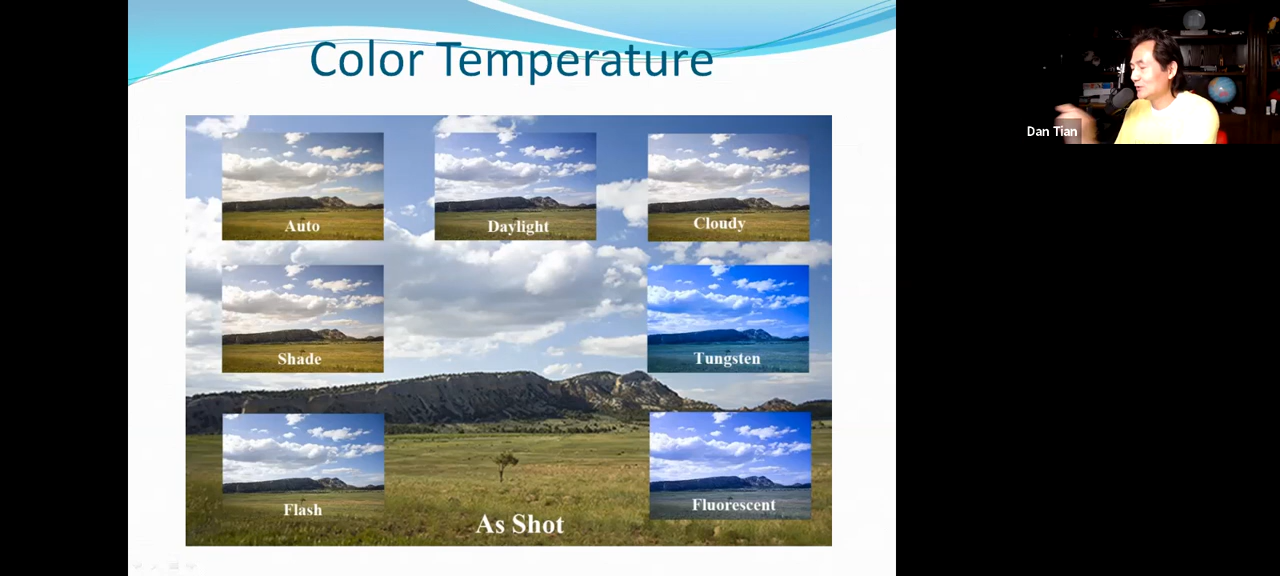 Color Temperature
Dan Tian
Auto
Daylight
Cloudy
Shade
Tungsten
Flash
Fluorescent
As Shot